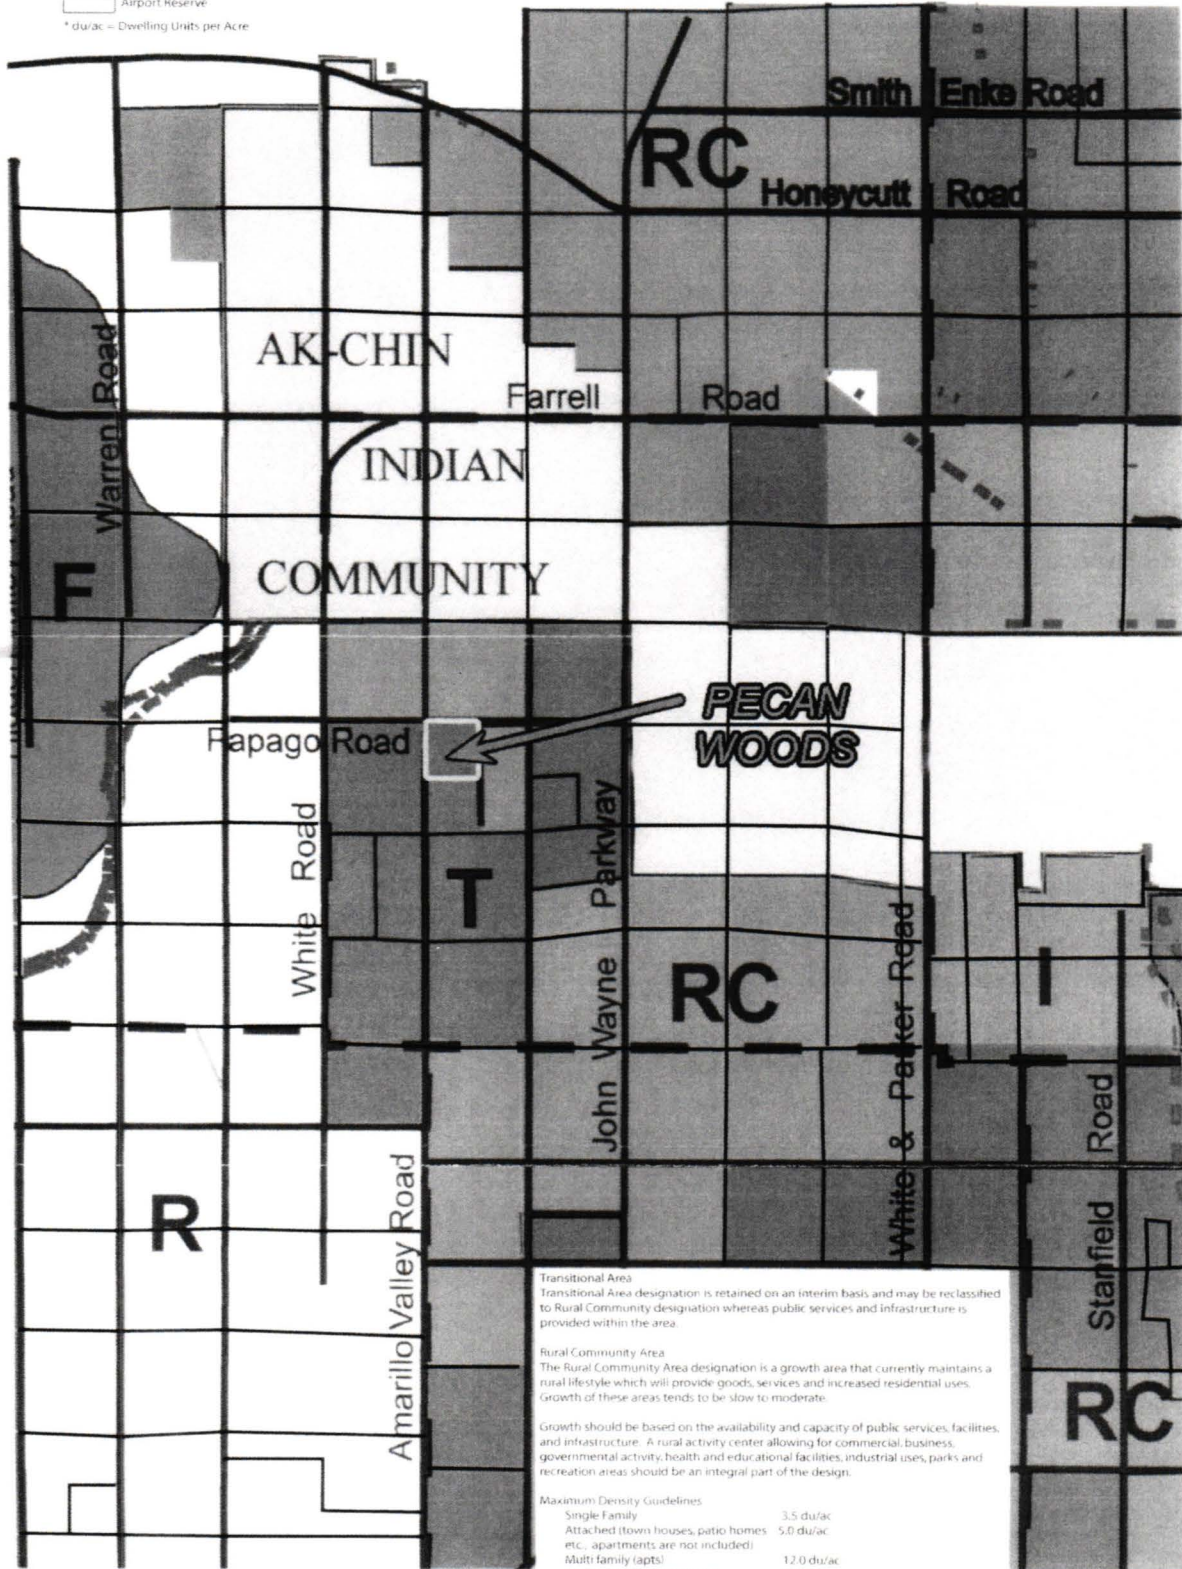 Airport Reserve
* du/ac = Dwelling Units per Acre
Smith Enke Road
RC
Honeycutt Road
AK-CHIN
Warren Road
Farrell Road
INDIAN
COMMUNITY
F
PECAN
WOODS
Papago Road
White Road
T
John Wayne Parkway
RC
White & Parker Road
I
Stanfield Road
R
Amarillo Valley Road
RC
Transitional Area
Transitional Area designation is retained on an interim basis and may be reclassified
to Rural Community designation whereas public services and infrastructure is
provided within the area.
Rural Community Area
The Rural Community Area designation is a growth area that currently maintains a
rural lifestyle which will provide goods, services and increased residential uses.
Growth of these areas tends to be slow to moderate.
Growth should be based on the availability and capacity of public services, facilities,
and infrastructure. A rural activity center allowing for commercial, business,
governmental activity, health and educational facilities, industrial uses, parks and
recreation areas should be an integral part of the design.
Maximum Density Guidelines
Single Family 3.5 du/ac
Attached (town houses, patio homes 5.0 du/ac
etc., apartments are not included)
Multi family (apts) 12.0 du/ac